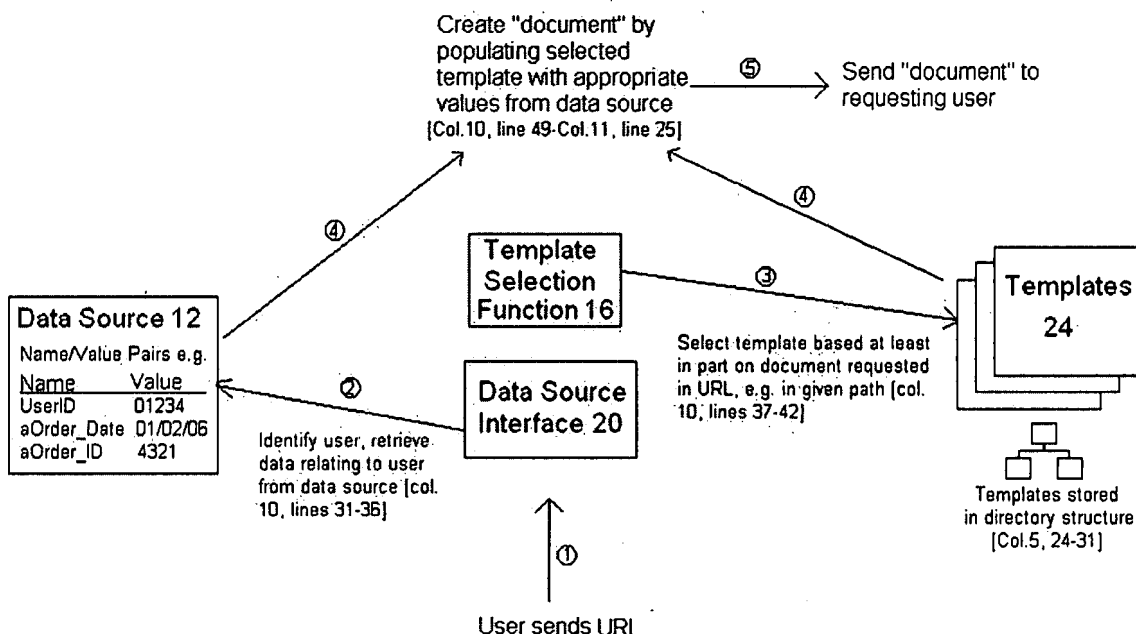 Create "document" by
populating selected
template with appropriate
values from data source
[Col.10, line 49-Col.11, line 25]
⑤
Send "document" to
requesting user
④
④
Template
Selection
Function 16
③
Templates
24
Data Source 12
Name/Value Pairs e.g.
Name Value
UserID 01234
aOrder_Date 01/02/06
aOrder_ID 4321
②
Data Source
Interface 20
Select template based at least
in part on document requested
in URL, e.g. in given path [col.
10, lines 37-42]
Identify user, retrieve
data relating to user
from data source [col.
10, lines 31-36]
Templates stored
in directory structure
[Col.5, 24-31]
①
User sends URL